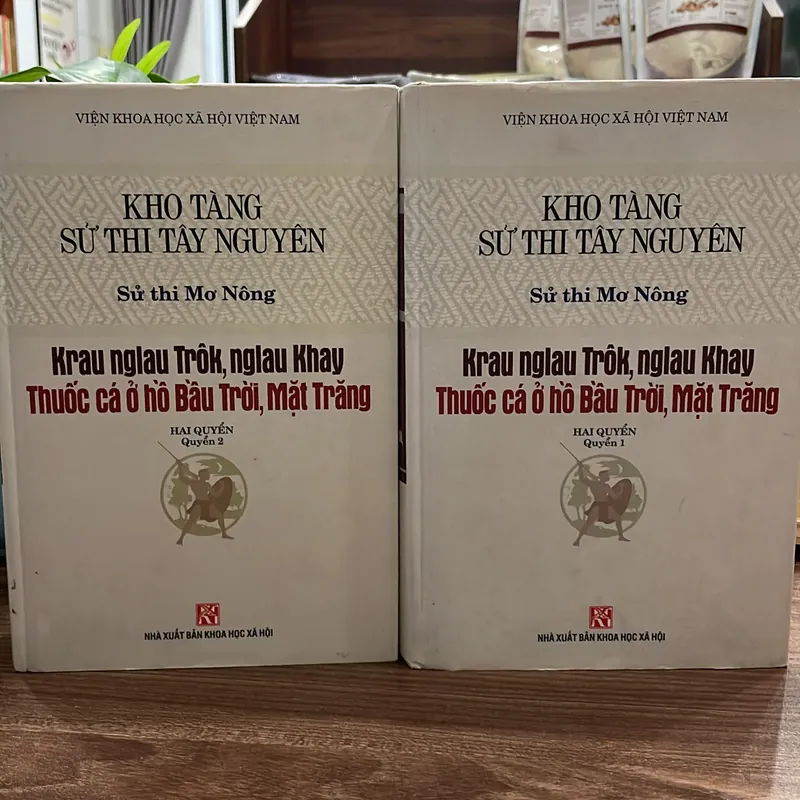 VIỆN KHOA HỌC XÃ HỘI VIỆT NAM
KHO TÀNG
SỬ THI TÂY NGUYÊN
Sử thi Mơ Nông
Krau nglau Trôk, nglau Khay
Thuốc cá ở hồ Bầu Trời, Mặt Trăng
HAI QUYỂN
Quyển 2
NHÀ XUẤT BẢN KHOA HỌC XÃ HỘI
VIỆN KHOA HỌC XÃ HỘI VIỆT NAM
KHO TÀNG
SỬ THI TÂY NGUYÊN
Sử thi Mơ Nông
Krau nglau Trôk, nglau Khay
Thuốc cá ở hồ Bầu Trời, Mặt Trăng
HAI QUYỂN
Quyển 1
NHÀ XUẤT BẢN KHOA HỌC XÃ HỘI